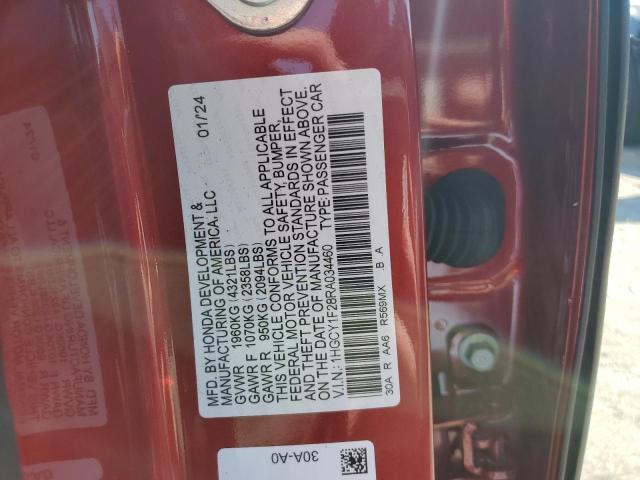 MFD. BY HONDA DEVELOPMENT &
MANUFACTURING OF AMERICA, LLC 01/24
GVWR 1960KG (4321LBS)
GAWR F 1070KG (2358LBS)
GAWR R 950KG (2094LBS)
THIS VEHICLE CONFORMS TO ALL APPLICABLE
FEDERAL MOTOR VEHICLE SAFETY, BUMPER,
AND THEFT PREVENTION STANDARDS IN EFFECT
ON THE DATE OF MANUFACTURE SHOWN ABOVE.
V.I.N.: 1HGCY1F28RA034460 TYPE:PASSENGER CAR
30A R AA6 R569MX B A
30A-A0